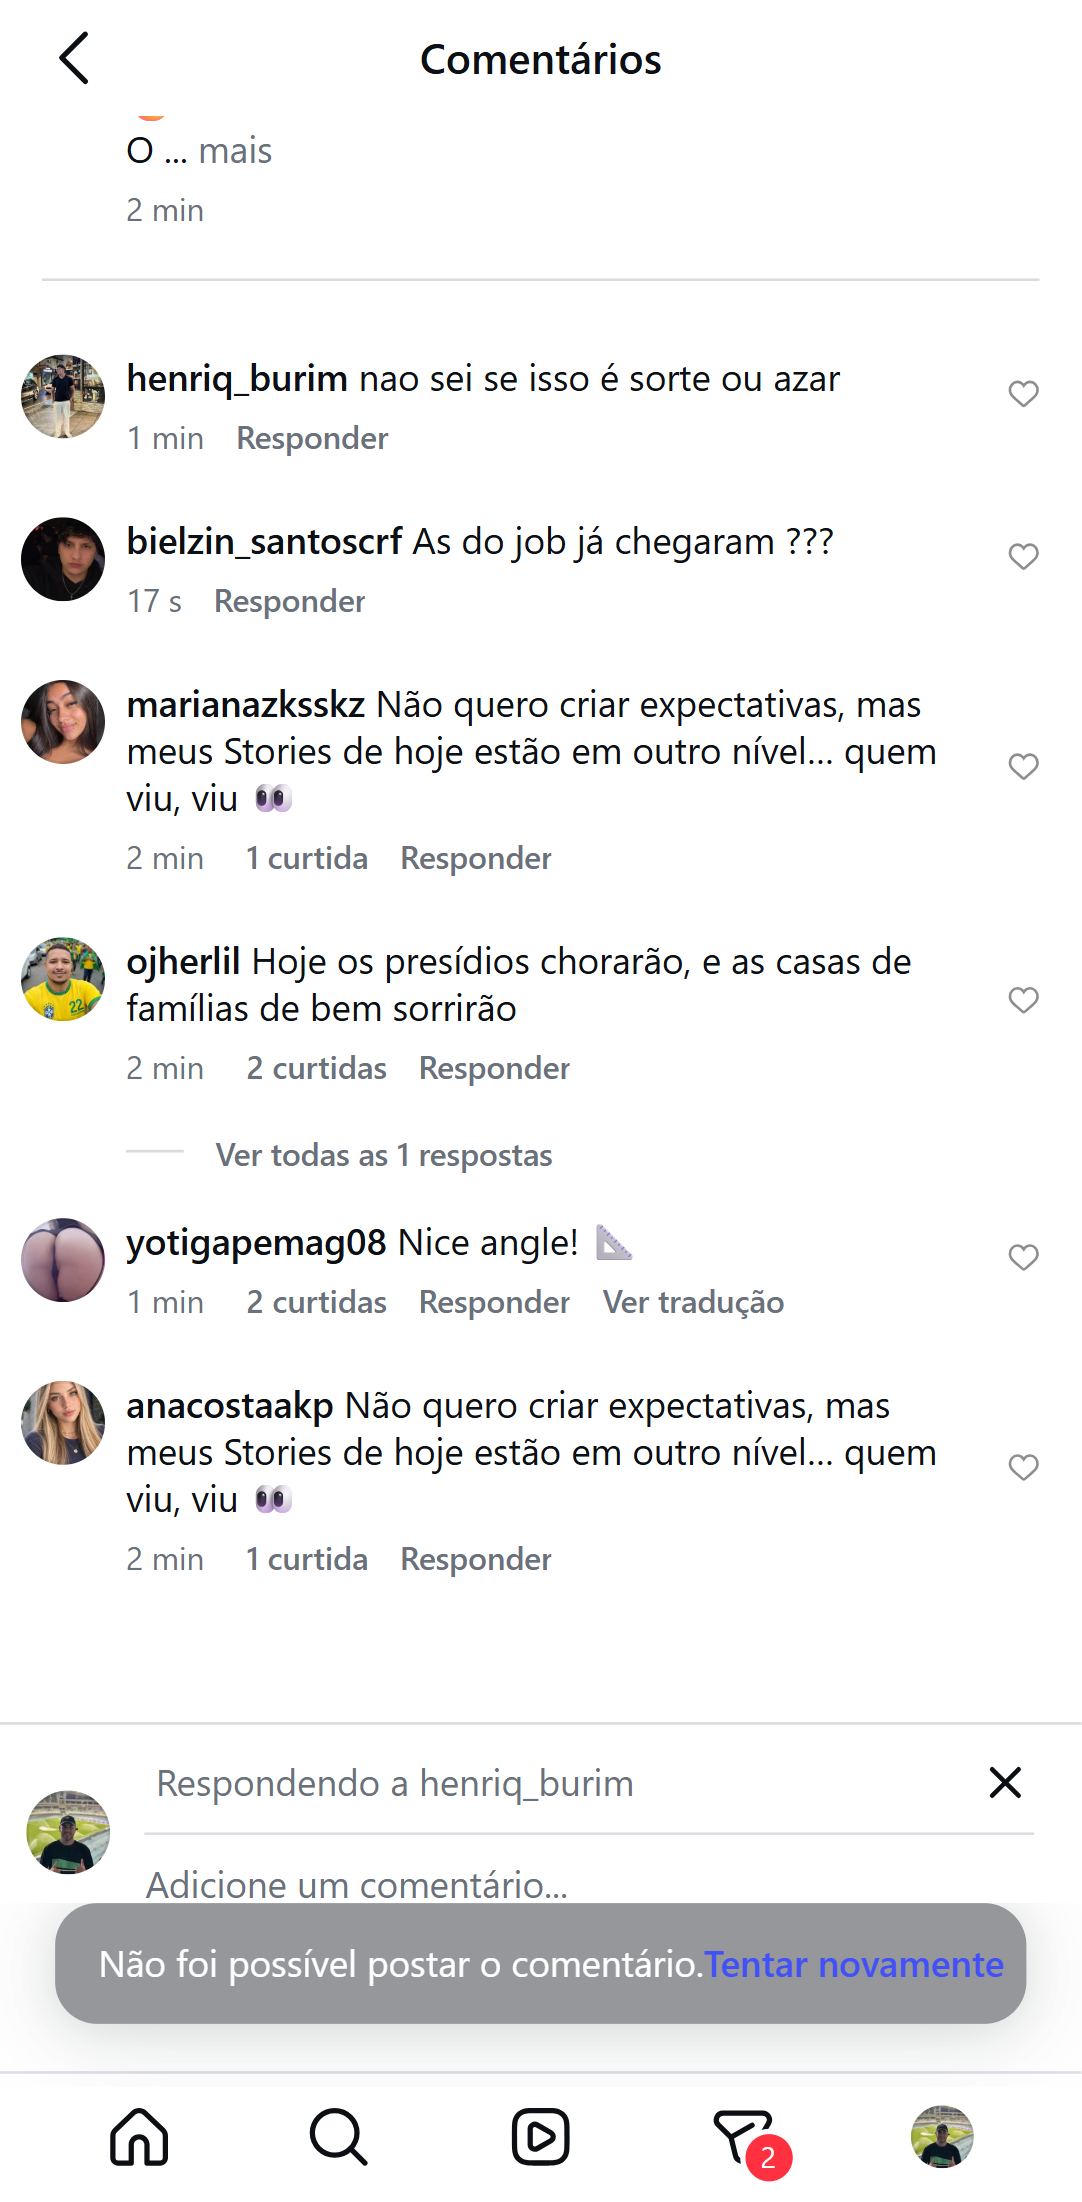 Comentários
O ... mais
2 min
henriq_burim nao sei se isso é sorte ou azar
1 min Responder
bielzin_santoscrf As do job já chegaram ???
17 s Responder
marianazksskz Não quero criar expectativas, mas
meus Stories de hoje estão em outro nível... quem
viu, viu 👀
2 min 1 curtida Responder
ojherlil Hoje os presídios chorarão, e as casas de
famílias de bem sorrirão
2 min 2 curtidas Responder
Ver todas as 1 respostas
yotigapemag08 Nice angle! 📐
1 min 2 curtidas Responder Ver tradução
anacostaakp Não quero criar expectativas, mas
meus Stories de hoje estão em outro nível... quem
viu, viu 👀
2 min 1 curtida Responder
Respondendo a henriq_burim
Adicione um comentário...
Não foi possível postar o comentário.Tentar novamente
2